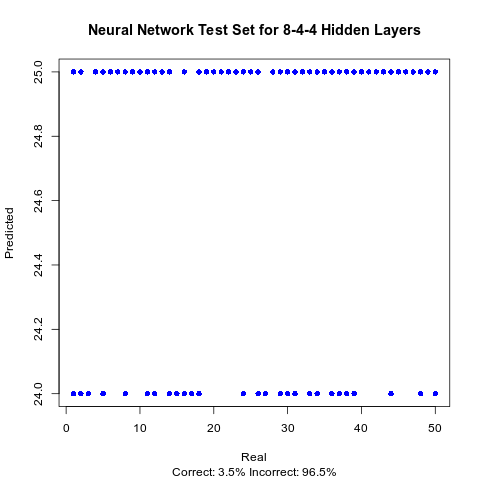 Neural Network Test Set for 8-4-4 Hidden Layers
25.0
24.8
24.6
24.4
24.2
24.0
Predicted
0 10 20 30 40 50
Real
Correct: 3.5% Incorrect: 96.5%